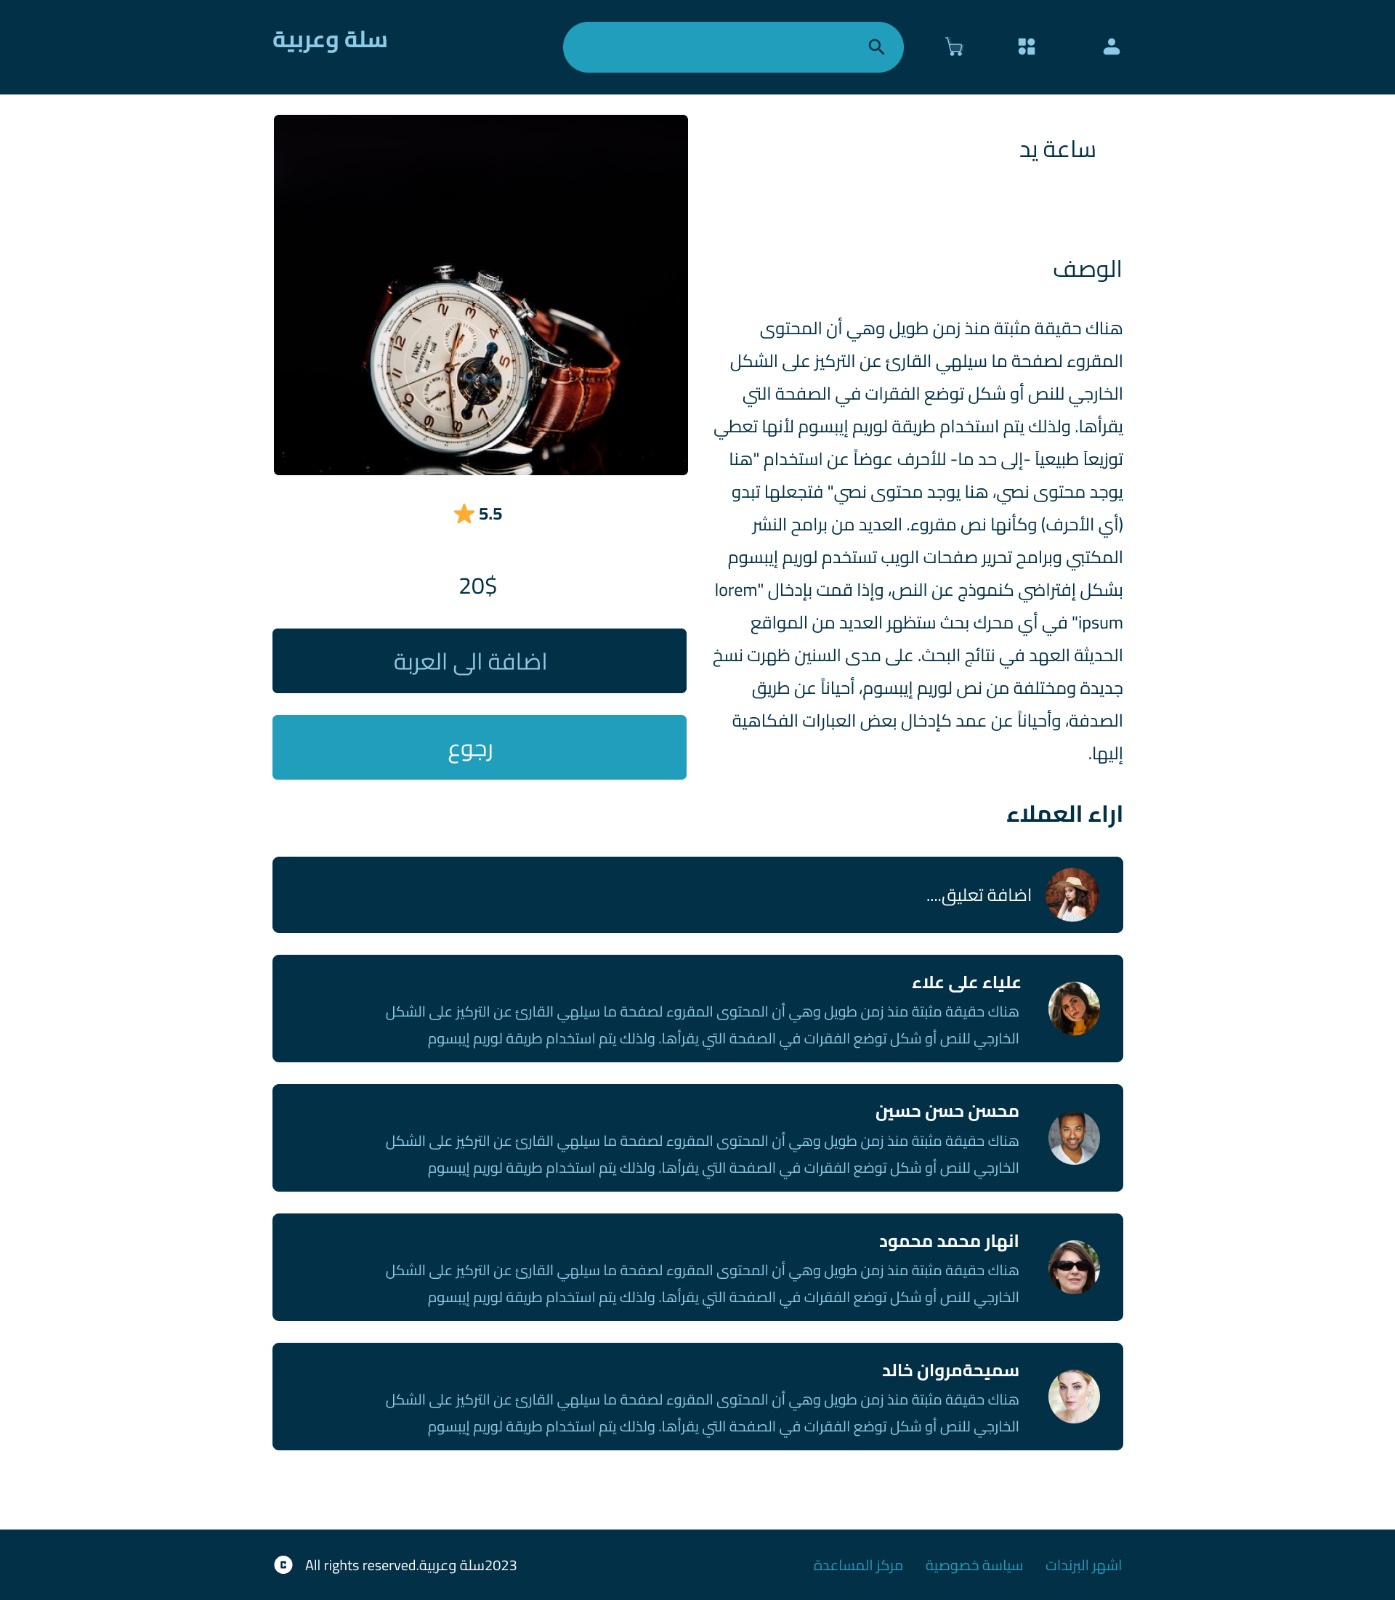 سلة وعربية
ساعة يد
الوصف
هناك حقيقة مثبتة منذ زمن طويل وهي أن المحتوى
المقروء لصفحة ما سيلهي القارئ عن التركيز على الشكل
الخارجي للنص أو شكل توضع الفقرات في الصفحة التي
يقرأها. ولذلك يتم استخدام طريقة لوريم إيبسوم لأنها تعطي
توزيعاَ طبيعياَ -إلى حد ما- للأحرف عوضاً عن استخدام "هنا
يوجد محتوى نصي، هنا يوجد محتوى نصي" فتجعلها تبدو
(أي الأحرف) وكأنها نص مقروء. العديد من برامح النشر
المكتبي وبرامح تحرير صفحات الويب تستخدم لوريم إيبسوم
بشكل إفتراضي كنموذج عن النص، وإذا قمت بإدخال "lorem
ipsum" في أي محرك بحث ستظهر العديد من المواقع
الحديثة العهد في نتائج البحث. على مدى السنين ظهرت نسخ
جديدة ومختلفة من نص لوريم إيبسوم، أحياناً عن طريق
الصدفة، وأحياناً عن عمد كإدخال بعض العبارات الفكاهية
إليها.
IWC
5.5
20$
اضافة الى العربة
رجوع
اراء العملاء
اضافة تعليق....
علياء على علاء
هناك حقيقة مثبتة منذ زمن طويل وهي أن المحتوى المقروء لصفحة ما سيلهي القارئ عن التركيز على الشكل
الخارجي للنص أو شكل توضع الفقرات في الصفحة التي يقرأها. ولذلك يتم استخدام طريقة لوريم إيبسوم
محسن حسن حسين
هناك حقيقة مثبتة منذ زمن طويل وهي أن المحتوى المقروء لصفحة ما سيلهي القارئ عن التركيز على الشكل
الخارجي للنص أو شكل توضع الفقرات في الصفحة التي يقرأها. ولذلك يتم استخدام طريقة لوريم إيبسوم
انهار محمد محمود
هناك حقيقة مثبتة منذ زمن طويل وهي أن المحتوى المقروء لصفحة ما سيلهي القارئ عن التركيز على الشكل
الخارجي للنص أو شكل توضع الفقرات في الصفحة التي يقرأها. ولذلك يتم استخدام طريقة لوريم إيبسوم
سميحةمروان خالد
هناك حقيقة مثبتة منذ زمن طويل وهي أن المحتوى المقروء لصفحة ما سيلهي القارئ عن التركيز على الشكل
الخارجي للنص أو شكل توضع الفقرات في الصفحة التي يقرأها. ولذلك يتم استخدام طريقة لوريم إيبسوم
اشهر البرندات
سياسة خصوصية
مركز المساعدة
All rights reserved.سلة وعربية2023